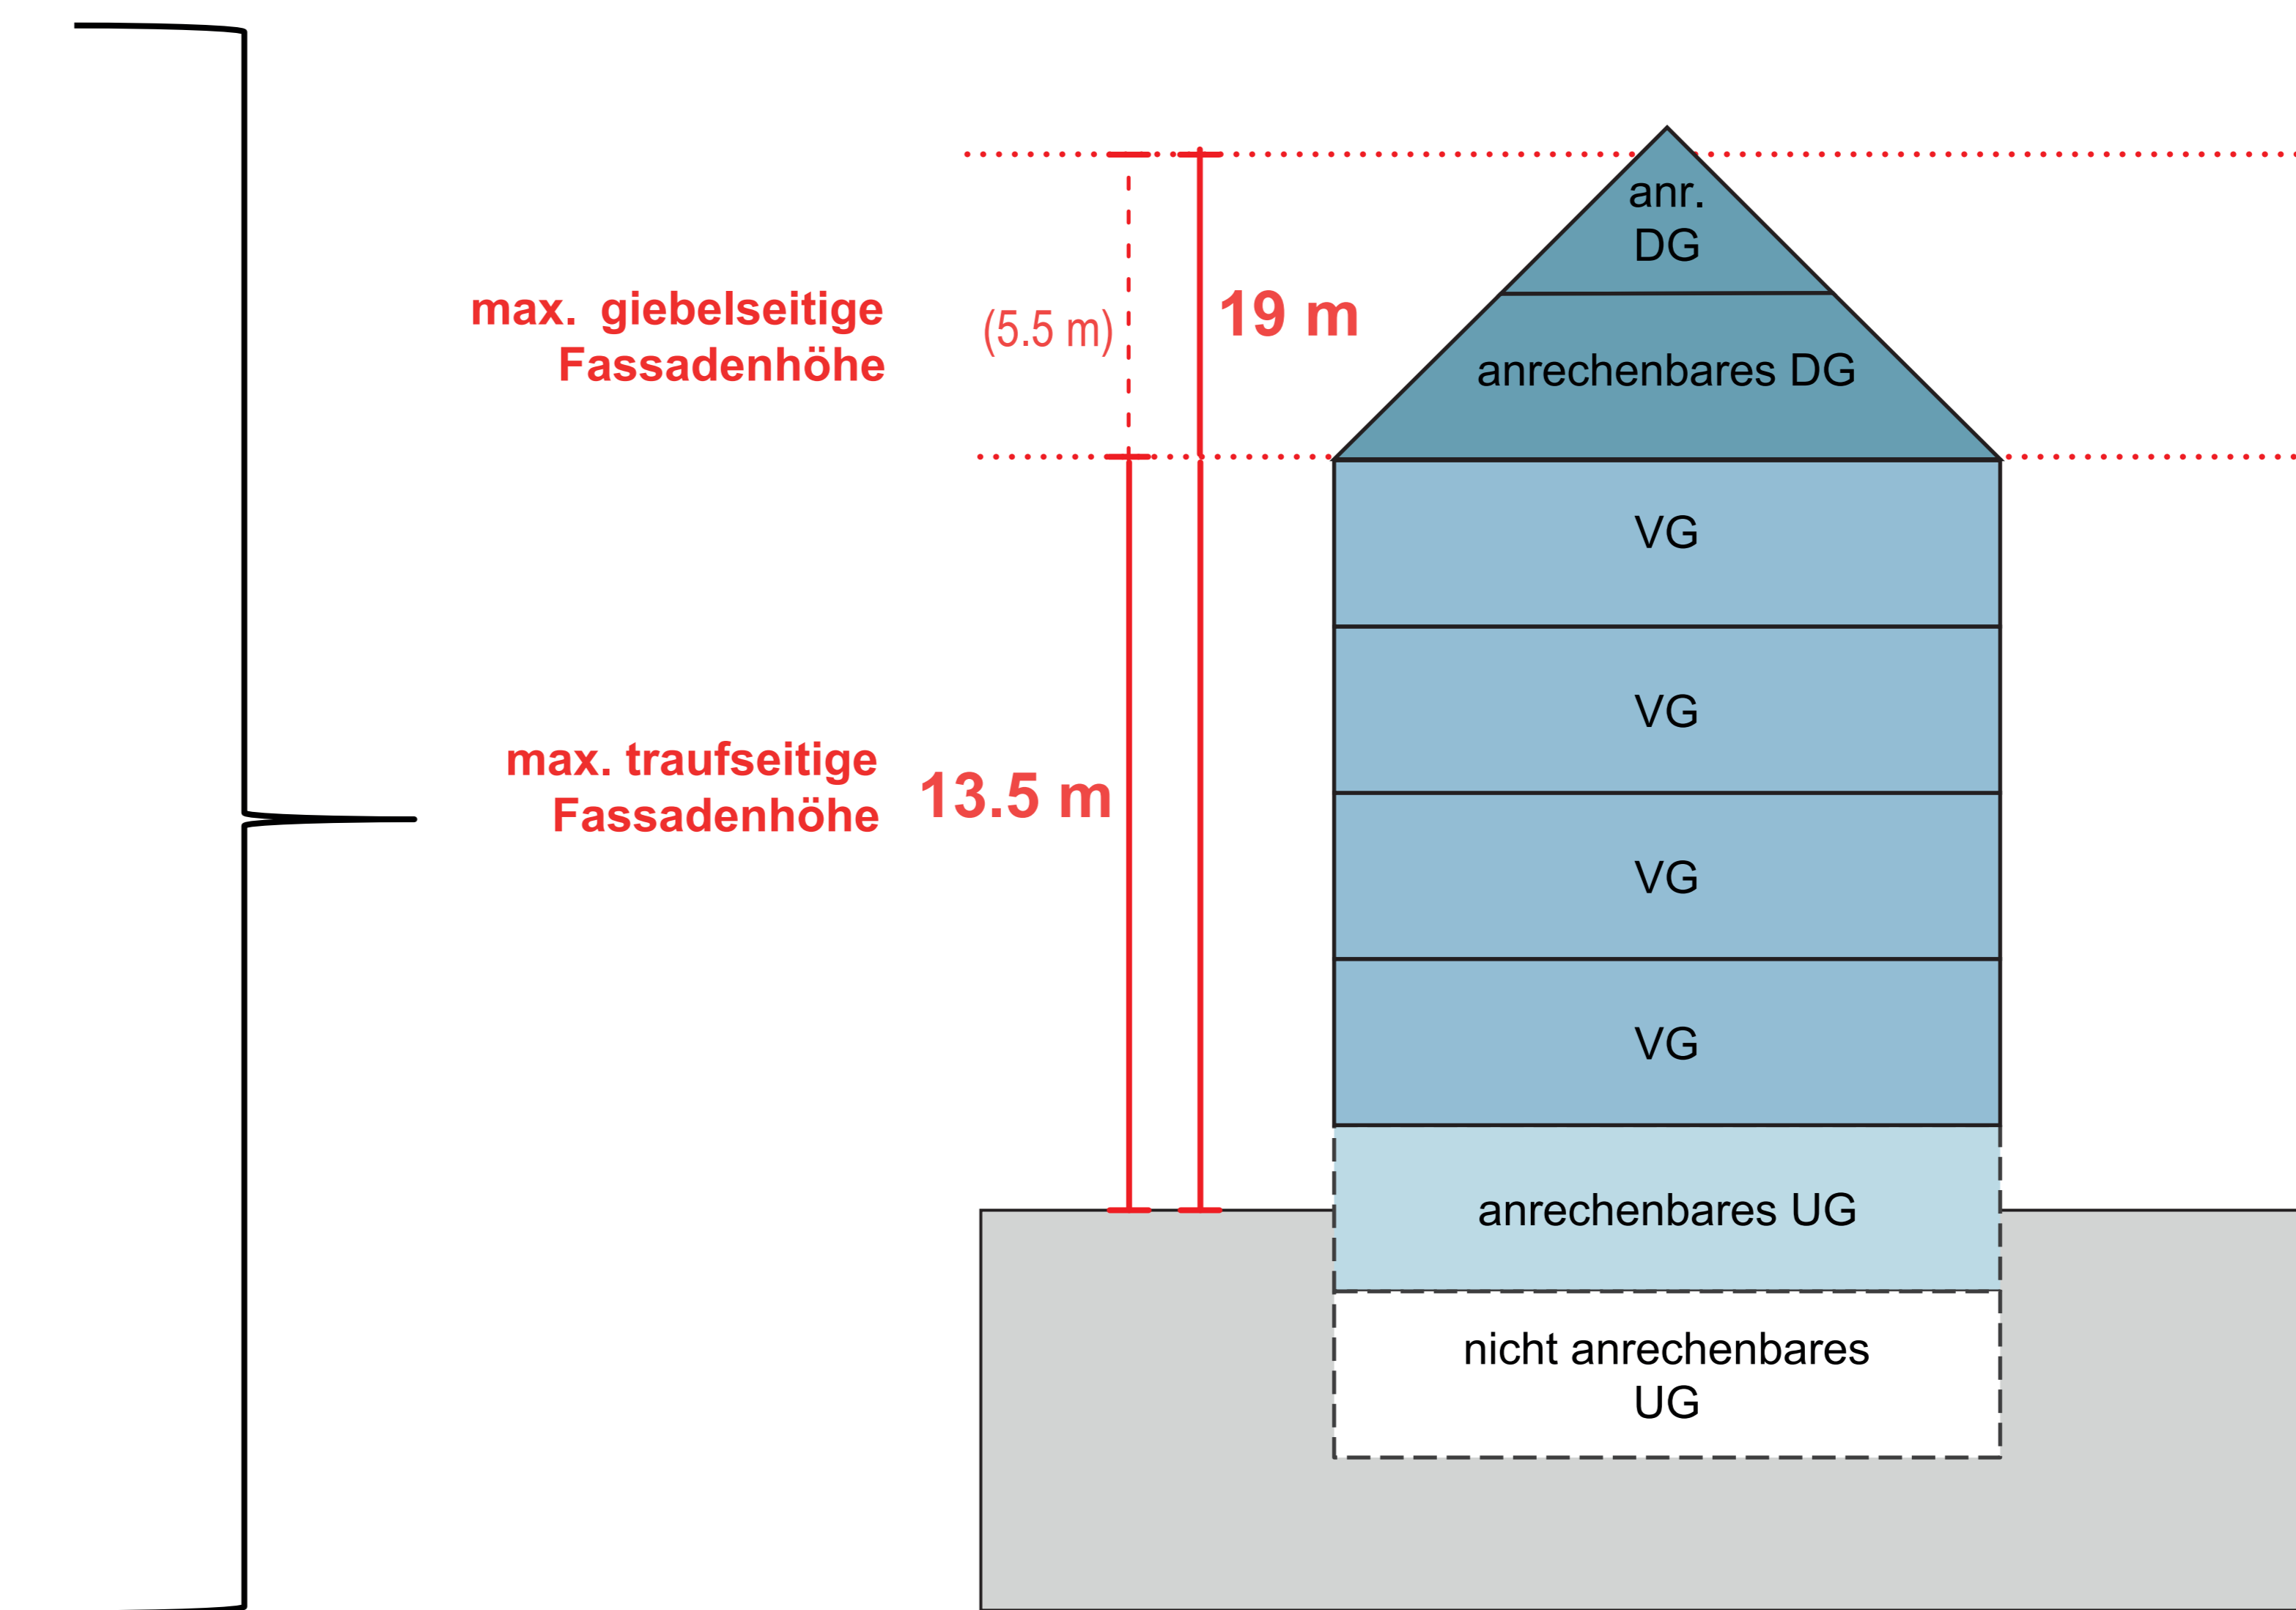 max. giebelseitige
Fassadenhöhe
(5.5 m)
19 m
anr.
DG
anrechenbares DG
VG
VG
max. traufseitige
Fassadenhöhe
13.5 m
VG
VG
anrechenbares UG
nicht anrechenbares
UG